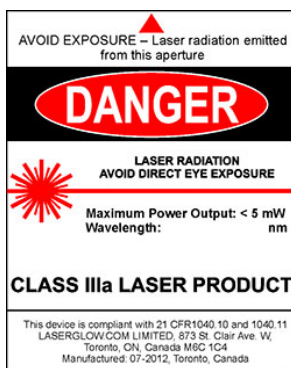 AVOID EXPOSURE – Laser radiation emitted
from this aperture
DANGER
LASER RADIATION
AVOID DIRECT EYE EXPOSURE
Maximum Power Output: < 5 mW
Wavelength: nm
CLASS IIIa LASER PRODUCT
This device is compliant with 21 CFR1040.10 and 1040.11
LASERGLOW.COM LIMITED, 873 St. Clair Ave. W,
Toronto, ON, Canada M6C 1C4
Manufactured: 07-2012, Toronto, Canada